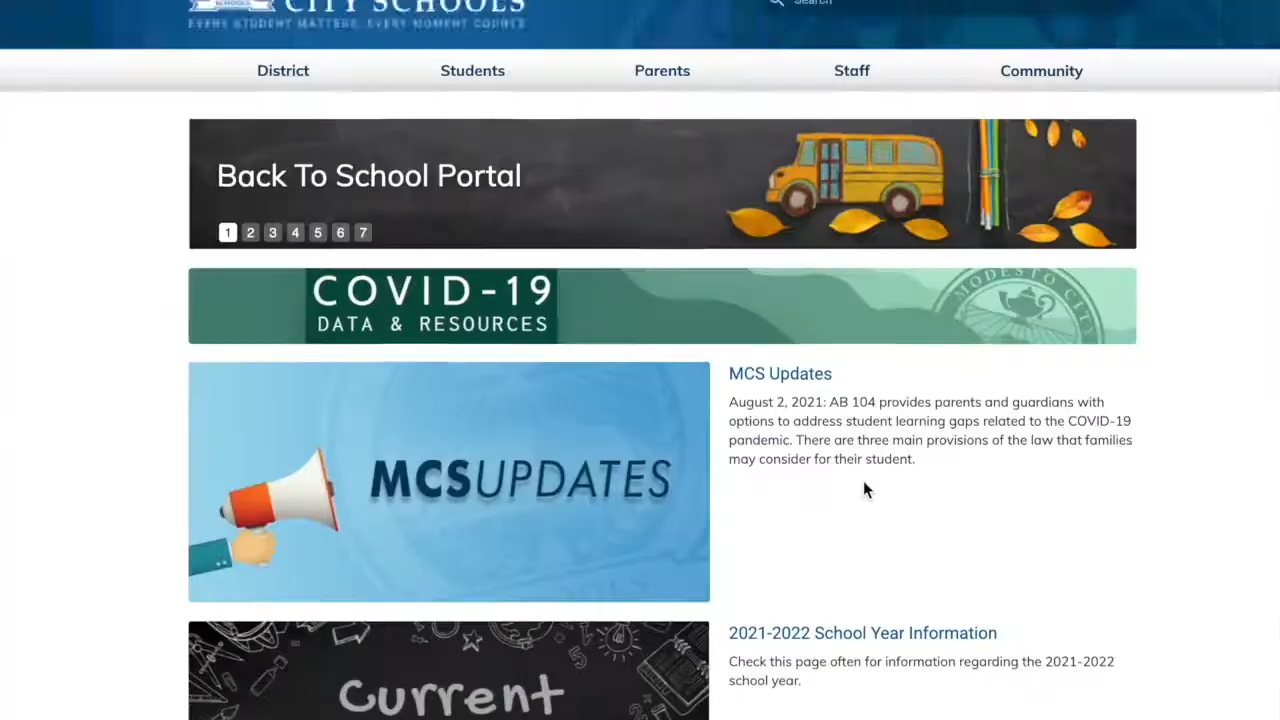 CITY SCHOOLS
EVERY STUDENT MATTERS, EVERY MOMENT COUNTS
Search
District Students Parents Staff Community
Back To School Portal
1 2 3 4 5 6 7
COVID-19
DATA & RESOURCES
MODESTO CITY
MCSUPDATES
MCS Updates
August 2, 2021: AB 104 provides parents and guardians with
options to address student learning gaps related to the COVID-19
pandemic. There are three main provisions of the law that families
may consider for their student.
Current
2021-2022 School Year Information
Check this page often for information regarding the 2021-2022
school year.